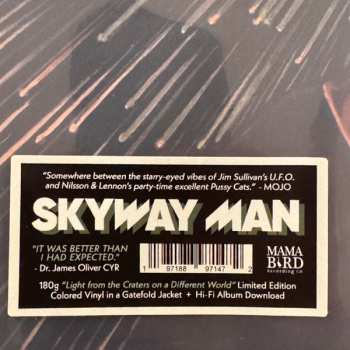 "Somewhere between the starry-eyed vibes of Jim Sullivan's U.F.O.
and Nilsson & Lennon's party-time excellent Pussy Cats." - MOJO
SKYWAY MAN
"IT WAS BETTER THAN
I HAD EXPECTED."
- Dr. James Oliver CYR
1 97188 97147 2
MAMA
BIRD
recording co
180g "Light from the Craters on a Different World" Limited Edition
Colored Vinyl in a Gatefold Jacket + Hi-Fi Album Download